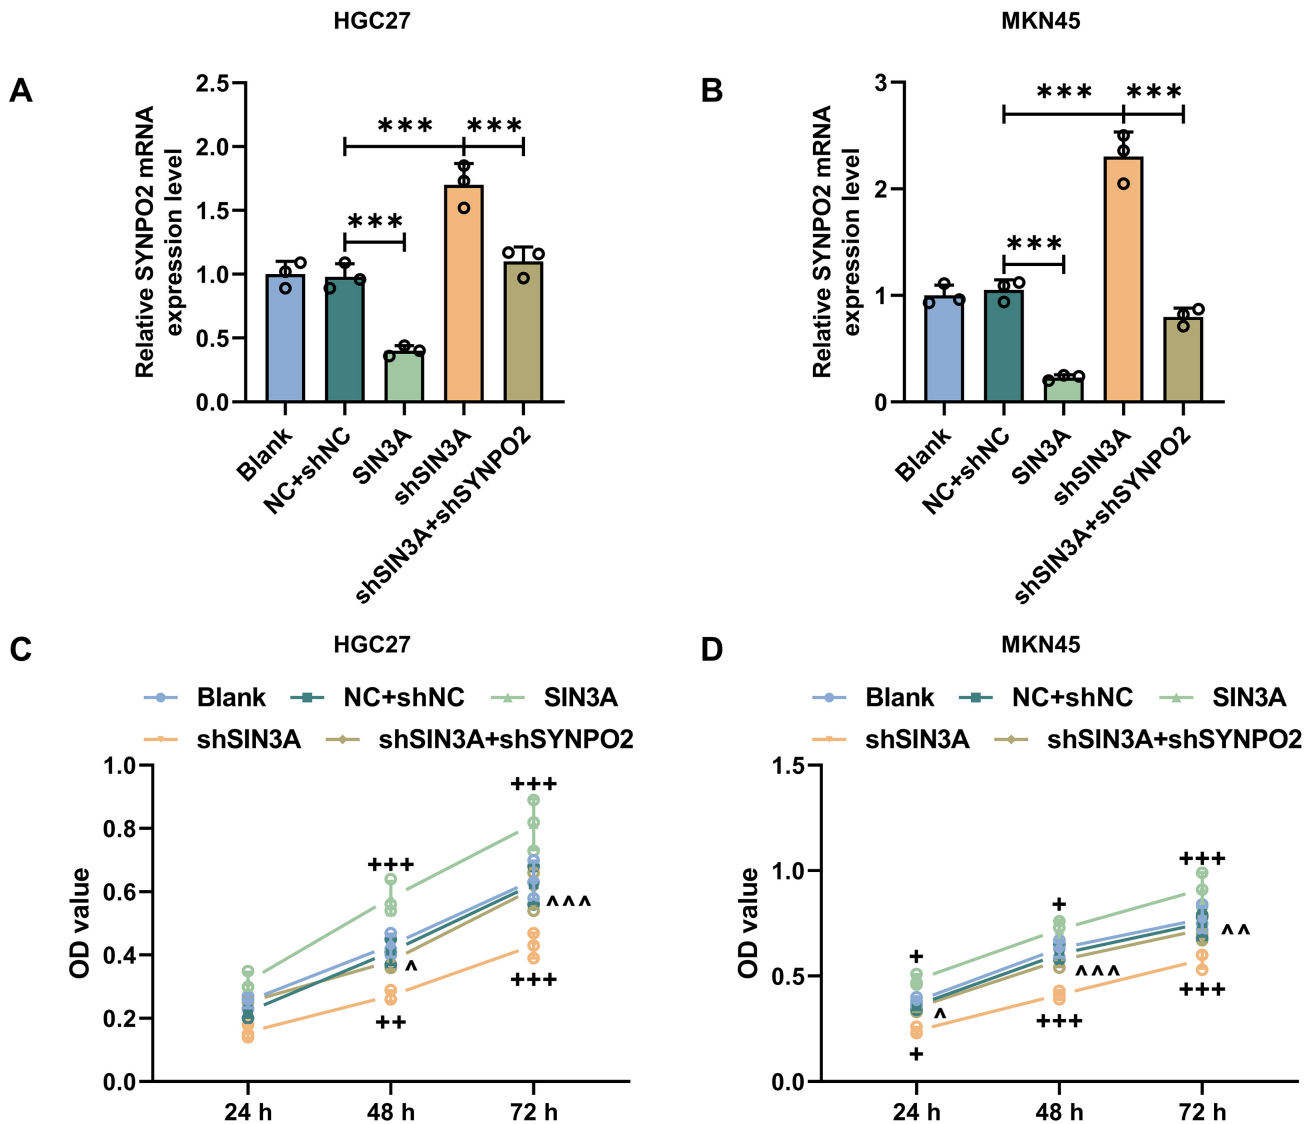 HGC27
MKN45
A
Relative SYNPO2 mRNA
expression level
2.5
2.0
1.5
1.0
0.5
0.0
***
***
***
Blank
NC+shNC
SIN3A
shSIN3A
shSIN3A+shSYNPO2
B
Relative SYNPO2 mRNA
expression level
3
2
1
0
***
***
***
Blank
NC+shNC
SIN3A
shSIN3A
shSIN3A+shSYNPO2
C
HGC27
Blank NC+shNC SIN3A
shSIN3A shSIN3A+shSYNPO2
OD value
1.0
0.8
0.6
0.4
0.2
0.0
+++
+++
^^^
^
+++
++
24 h 48 h 72 h
D
MKN45
Blank NC+shNC SIN3A
shSIN3A shSIN3A+shSYNPO2
OD value
1.5
1.0
0.5
0.0
+++
+
^^
+
^^^
+++
^
+++
+
24 h 48 h 72 h